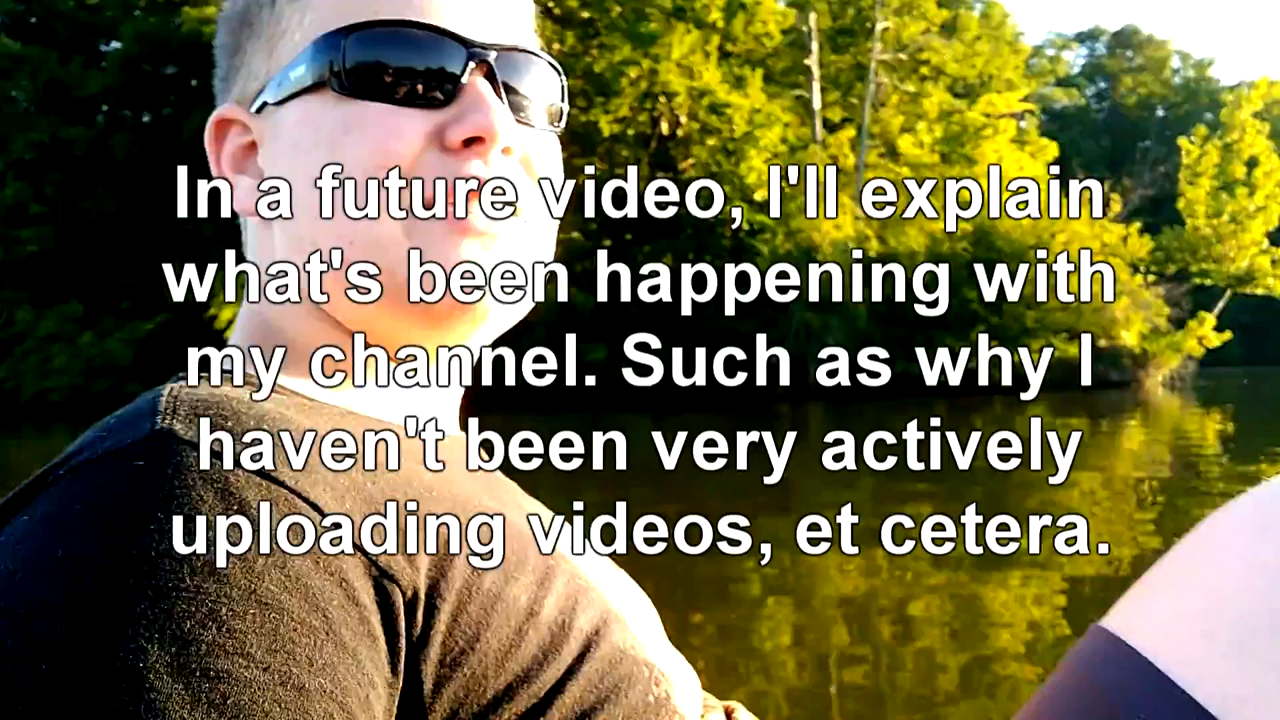 In a future video, I'll explain
what's been happening with
my channel. Such as why I
haven't been very actively
uploading videos, et cetera.